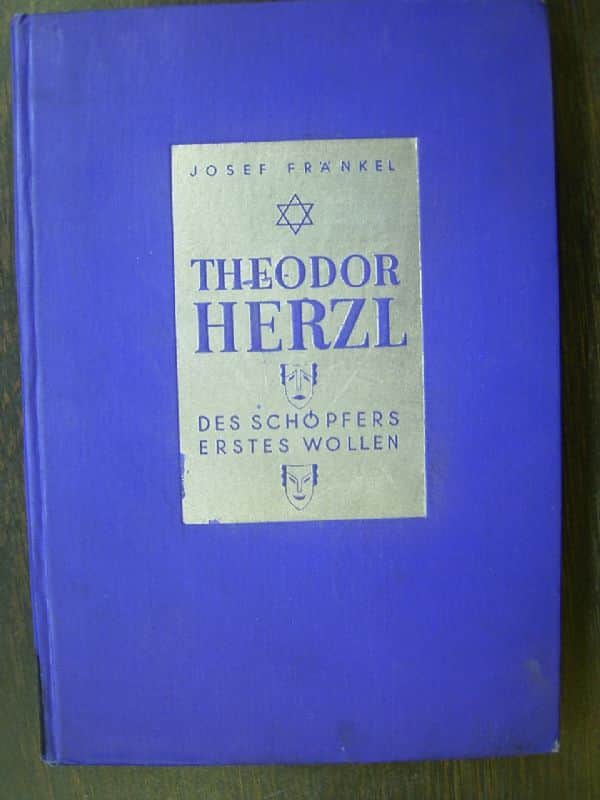 JOSEF FRÄNKEL
THEODOR
HERZL
DES SCHÖPFERS
ERSTES WOLLEN